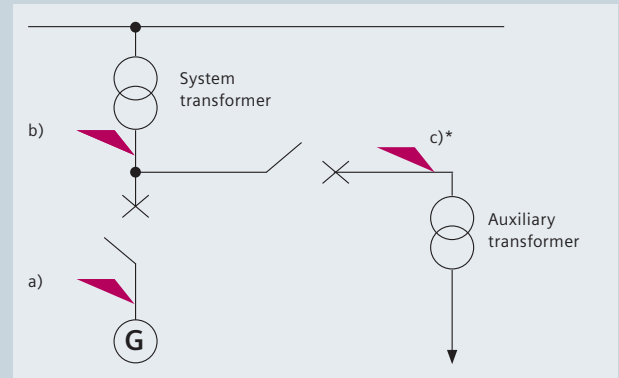 System
transformer
b)
c)*
Auxiliary
transformer
a)
G